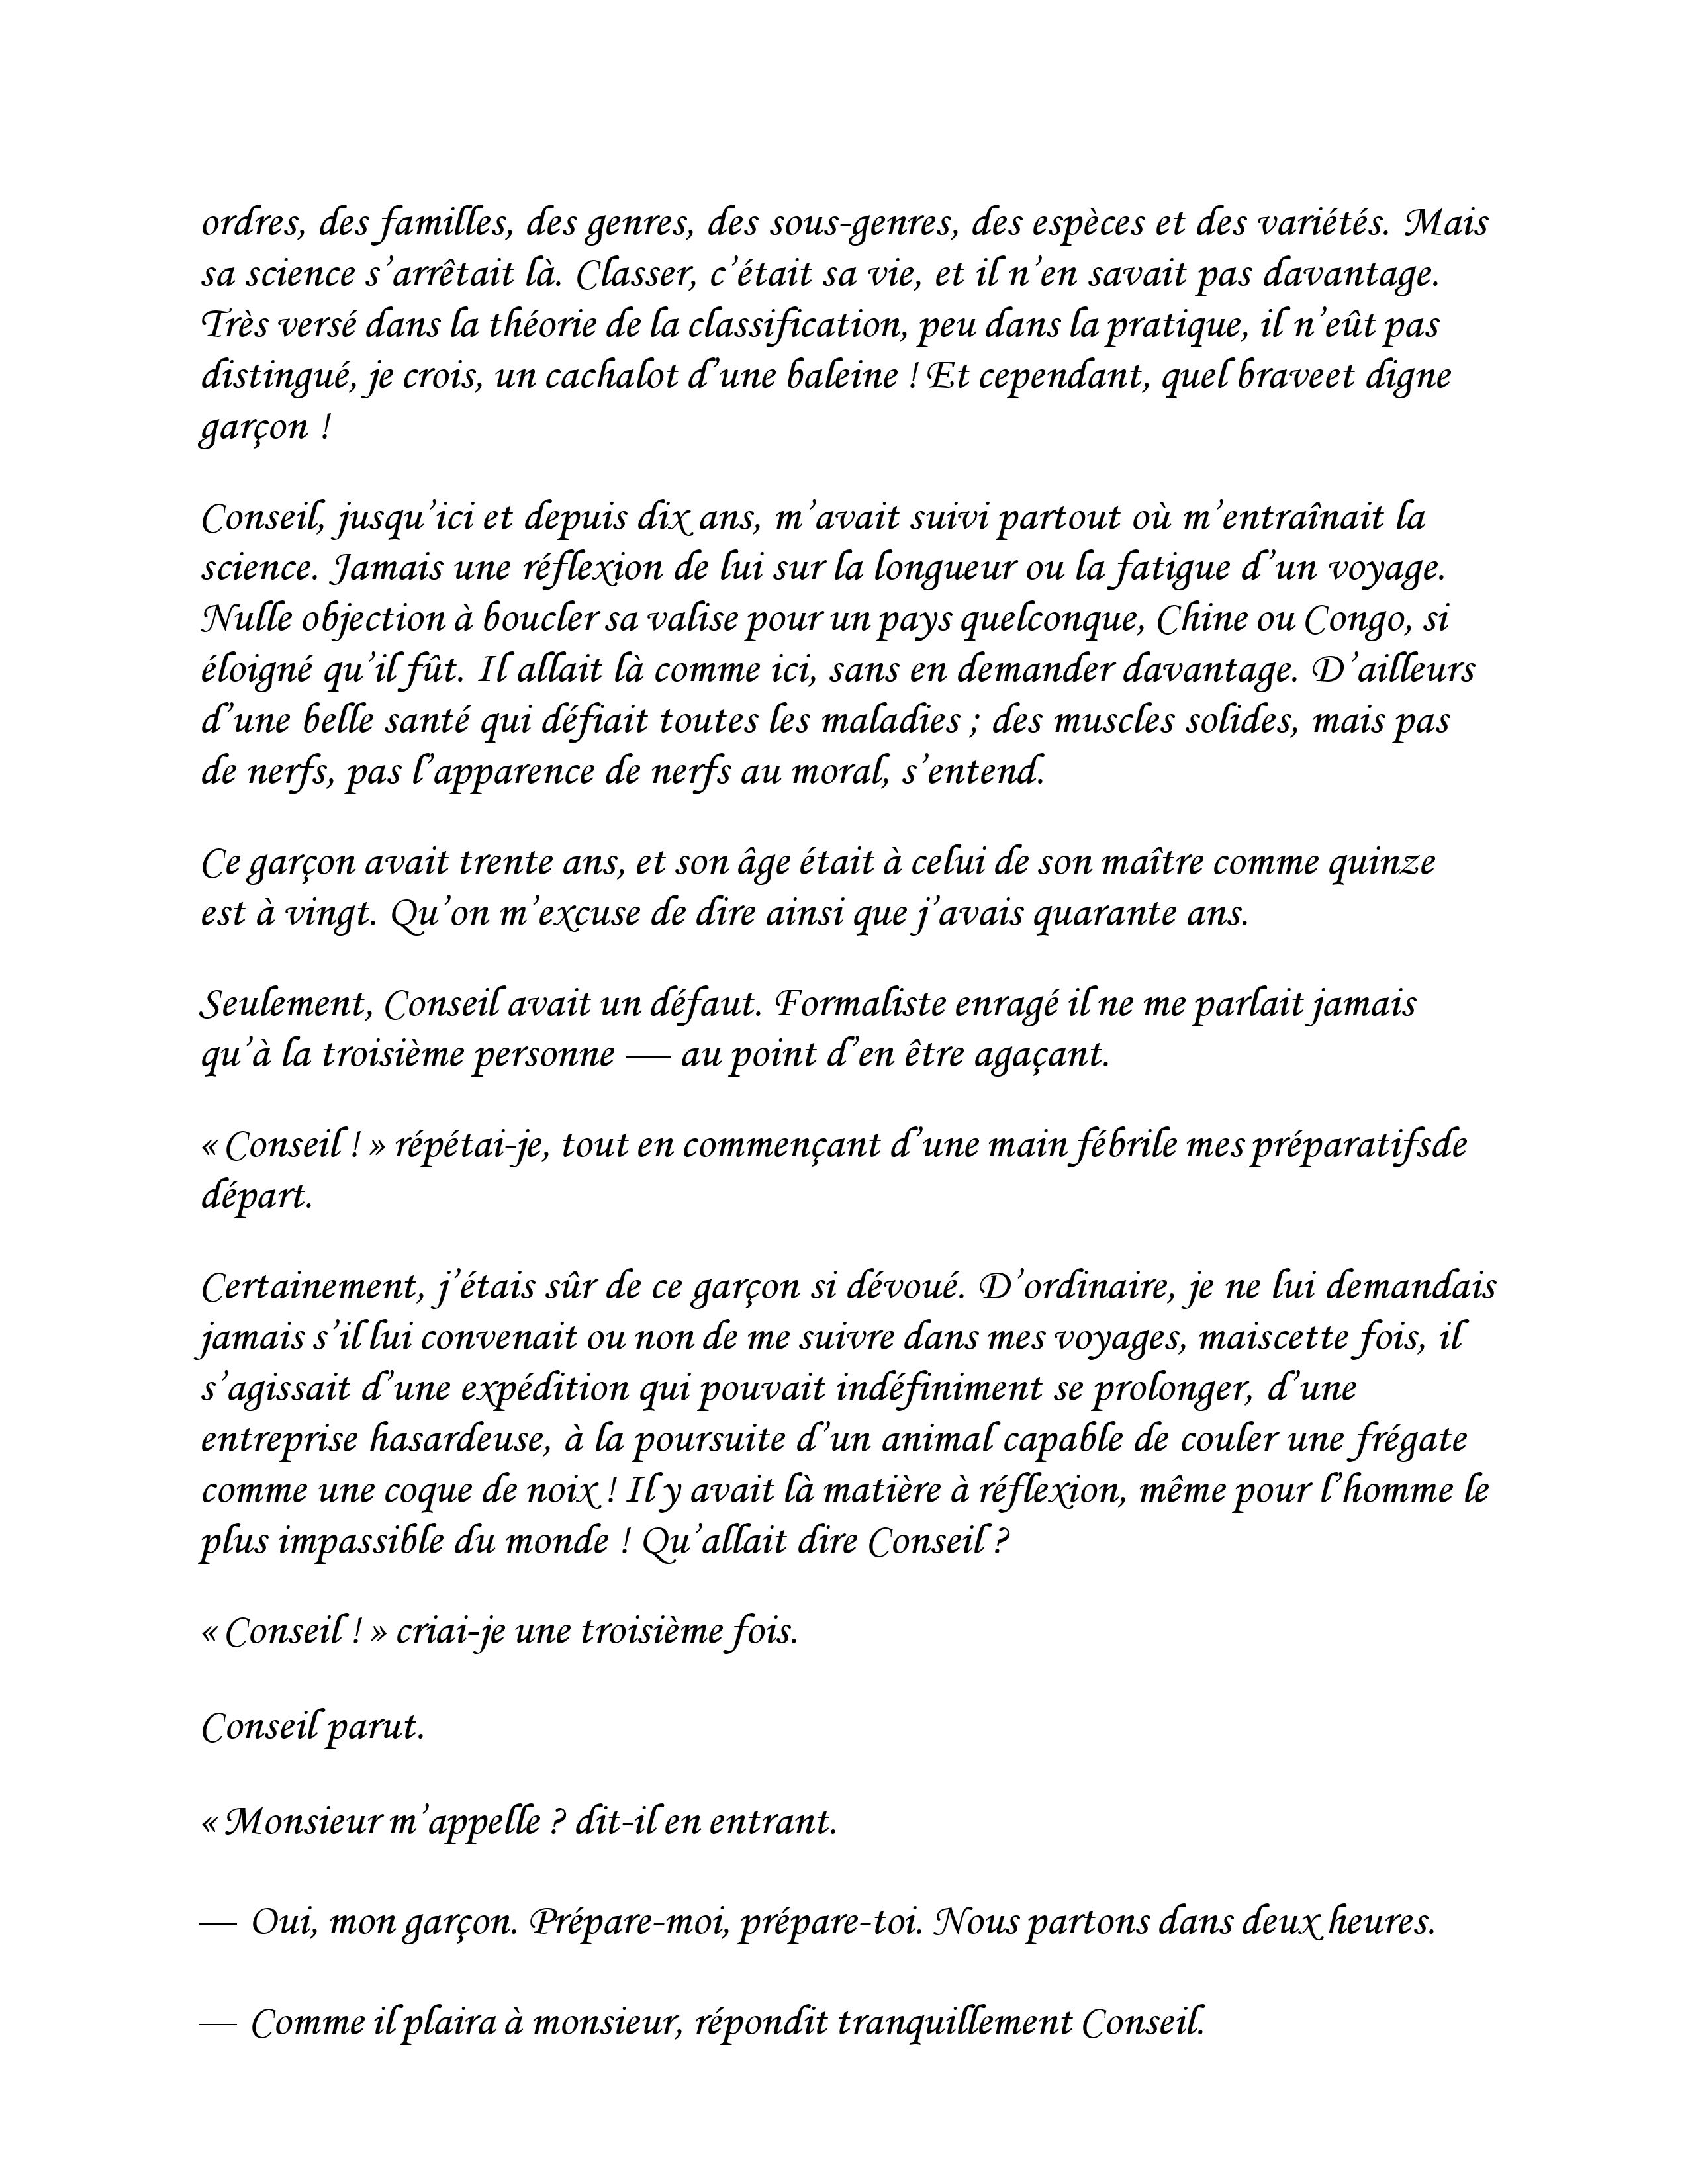 ordres, des familles, des genres, des sous-genres, des espèces et des variétés. Mais
sa science s’arrêtait là. Classer, c’était sa vie, et il n’en savait pas davantage.
Très versé dans la théorie de la classification, peu dans la pratique, il n’eût pas
distingué, je crois, un cachalot d’une baleine ! Et cependant, quel braveet digne
garçon !
Conseil, jusqu’ici et depuis dix ans, m’avait suivi partout où m’entraînait la
science. Jamais une réflexion de lui sur la longueur ou la fatigue d’un voyage.
Nulle objection à boucler sa valise pour un pays quelconque, Chine ou Congo, si
éloigné qu’il fût. Il allait là comme ici, sans en demander davantage. D’ailleurs
d’une belle santé qui défiait toutes les maladies ; des muscles solides, mais pas
de nerfs, pas l’apparence de nerfs au moral, s’entend.
Ce garçon avait trente ans, et son âge était à celui de son maître comme quinze
est à vingt. Qu’on m’excuse de dire ainsi que j’avais quarante ans.
Seulement, Conseil avait un défaut. Formaliste enragé il ne me parlait jamais
qu’à la troisième personne — au point d’en être agaçant.
« Conseil ! » répétai-je, tout en commençant d’une main fébrile mes préparatifsde
départ.
Certainement, j’étais sûr de ce garçon si dévoué. D’ordinaire, je ne lui demandais
jamais s’il lui convenait ou non de me suivre dans mes voyages, maiscette fois, il
s’agissait d’une expédition qui pouvait indéfiniment se prolonger, d’une
entreprise hasardeuse, à la poursuite d’un animal capable de couler une frégate
comme une coque de noix ! Il y avait là matière à réflexion, même pour l’homme le
plus impassible du monde ! Qu’allait dire Conseil ?
« Conseil ! » criai-je une troisième fois.
Conseil parut.
« Monsieur m’appelle ? dit-il en entrant.
— Oui, mon garçon. Prépare-moi, prépare-toi. Nous partons dans deux heures.
— Comme il plaira à monsieur, répondit tranquillement Conseil.